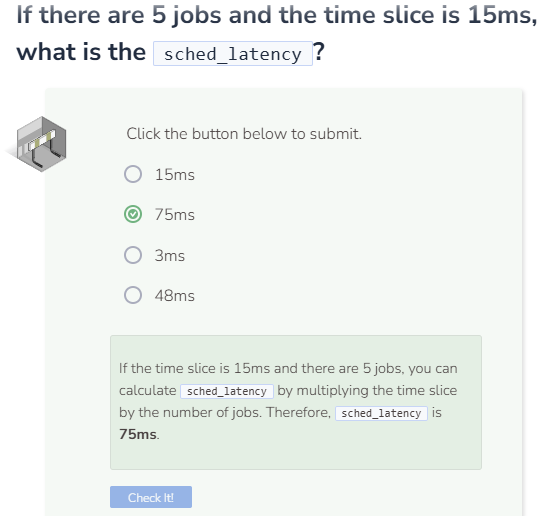 If there are 5 jobs and the time slice is 15ms,
what is the sched_latency?
Click the button below to submit.
15ms
75ms
3ms
48ms
If the time slice is 15ms and there are 5 jobs, you can
calculate sched_latency by multiplying the time slice
by the number of jobs. Therefore, sched_latency is
75ms.
Check It!